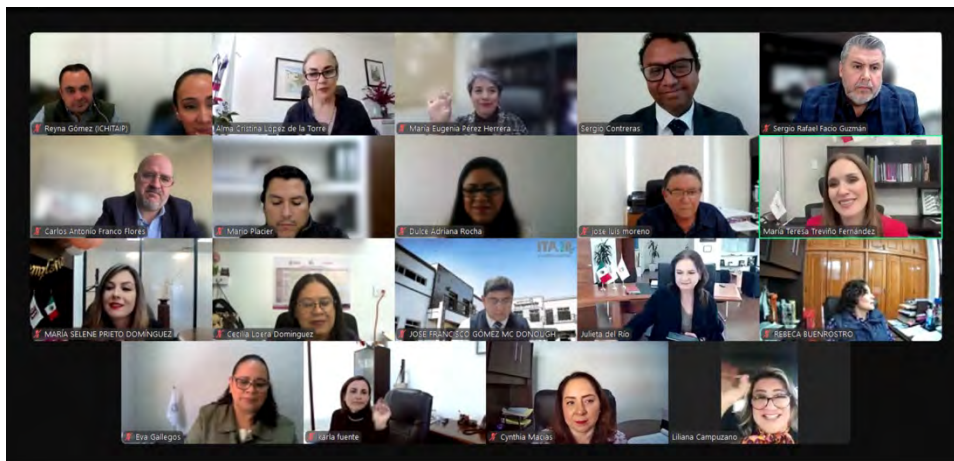 Reyna Gómez (ICHITAIP)
Alma Cristina López de la Torre
María Eugenia Pérez Herrera
Sergio Contreras
Sergio Rafael Facio Guzmán
Carlos Antonio Franco Flores
Mario Placier
Dulce Adriana Rocha
Jose luis moreno
María Teresa Treviño Fernández
MARÍA SELENE PRIETO DOMÍNGUEZ
Cecilia Loera Domínguez
JOSE FRANCISCO GÓMEZ MC DONOUGH
Julieta del Río
REBECA BUENROSTRO
Eva Gallegos
karla fuente
Cynthia Macías
Liliana Campuzano